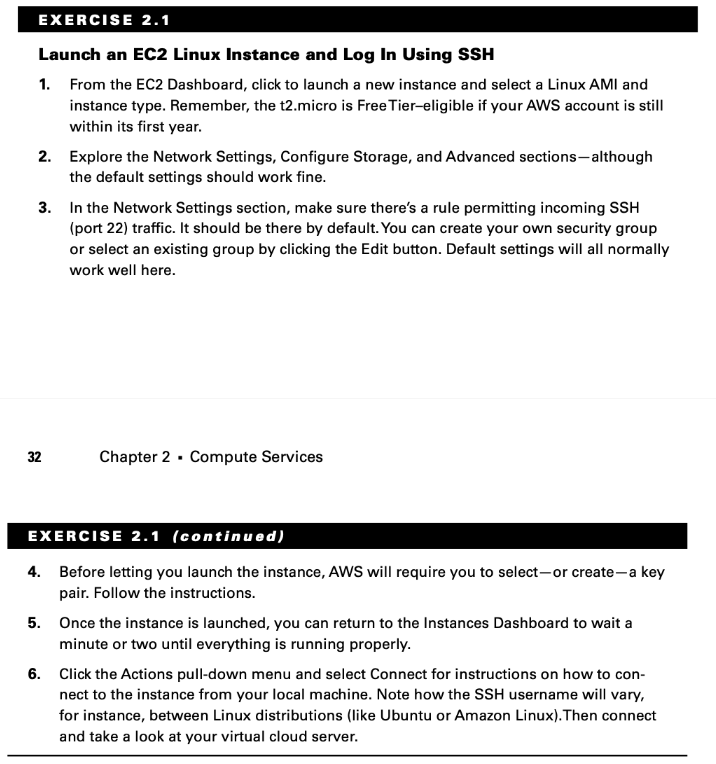 EXERCISE 2.1
Launch an EC2 Linux Instance and Log In Using SSH
1. From the EC2 Dashboard, click to launch a new instance and select a Linux AMI and
instance type. Remember, the t2.micro is Free Tier–eligible if your AWS account is still
within its first year.
2. Explore the Network Settings, Configure Storage, and Advanced sections—although
the default settings should work fine.
3. In the Network Settings section, make sure there's a rule permitting incoming SSH
(port 22) traffic. It should be there by default. You can create your own security group
or select an existing group by clicking the Edit button. Default settings will all normally
work well here.
32 Chapter 2 ▪ Compute Services
EXERCISE 2.1 (continued)
4. Before letting you launch the instance, AWS will require you to select—or create—a key
pair. Follow the instructions.
5. Once the instance is launched, you can return to the Instances Dashboard to wait a
minute or two until everything is running properly.
6. Click the Actions pull-down menu and select Connect for instructions on how to con-
nect to the instance from your local machine. Note how the SSH username will vary,
for instance, between Linux distributions (like Ubuntu or Amazon Linux). Then connect
and take a look at your virtual cloud server.